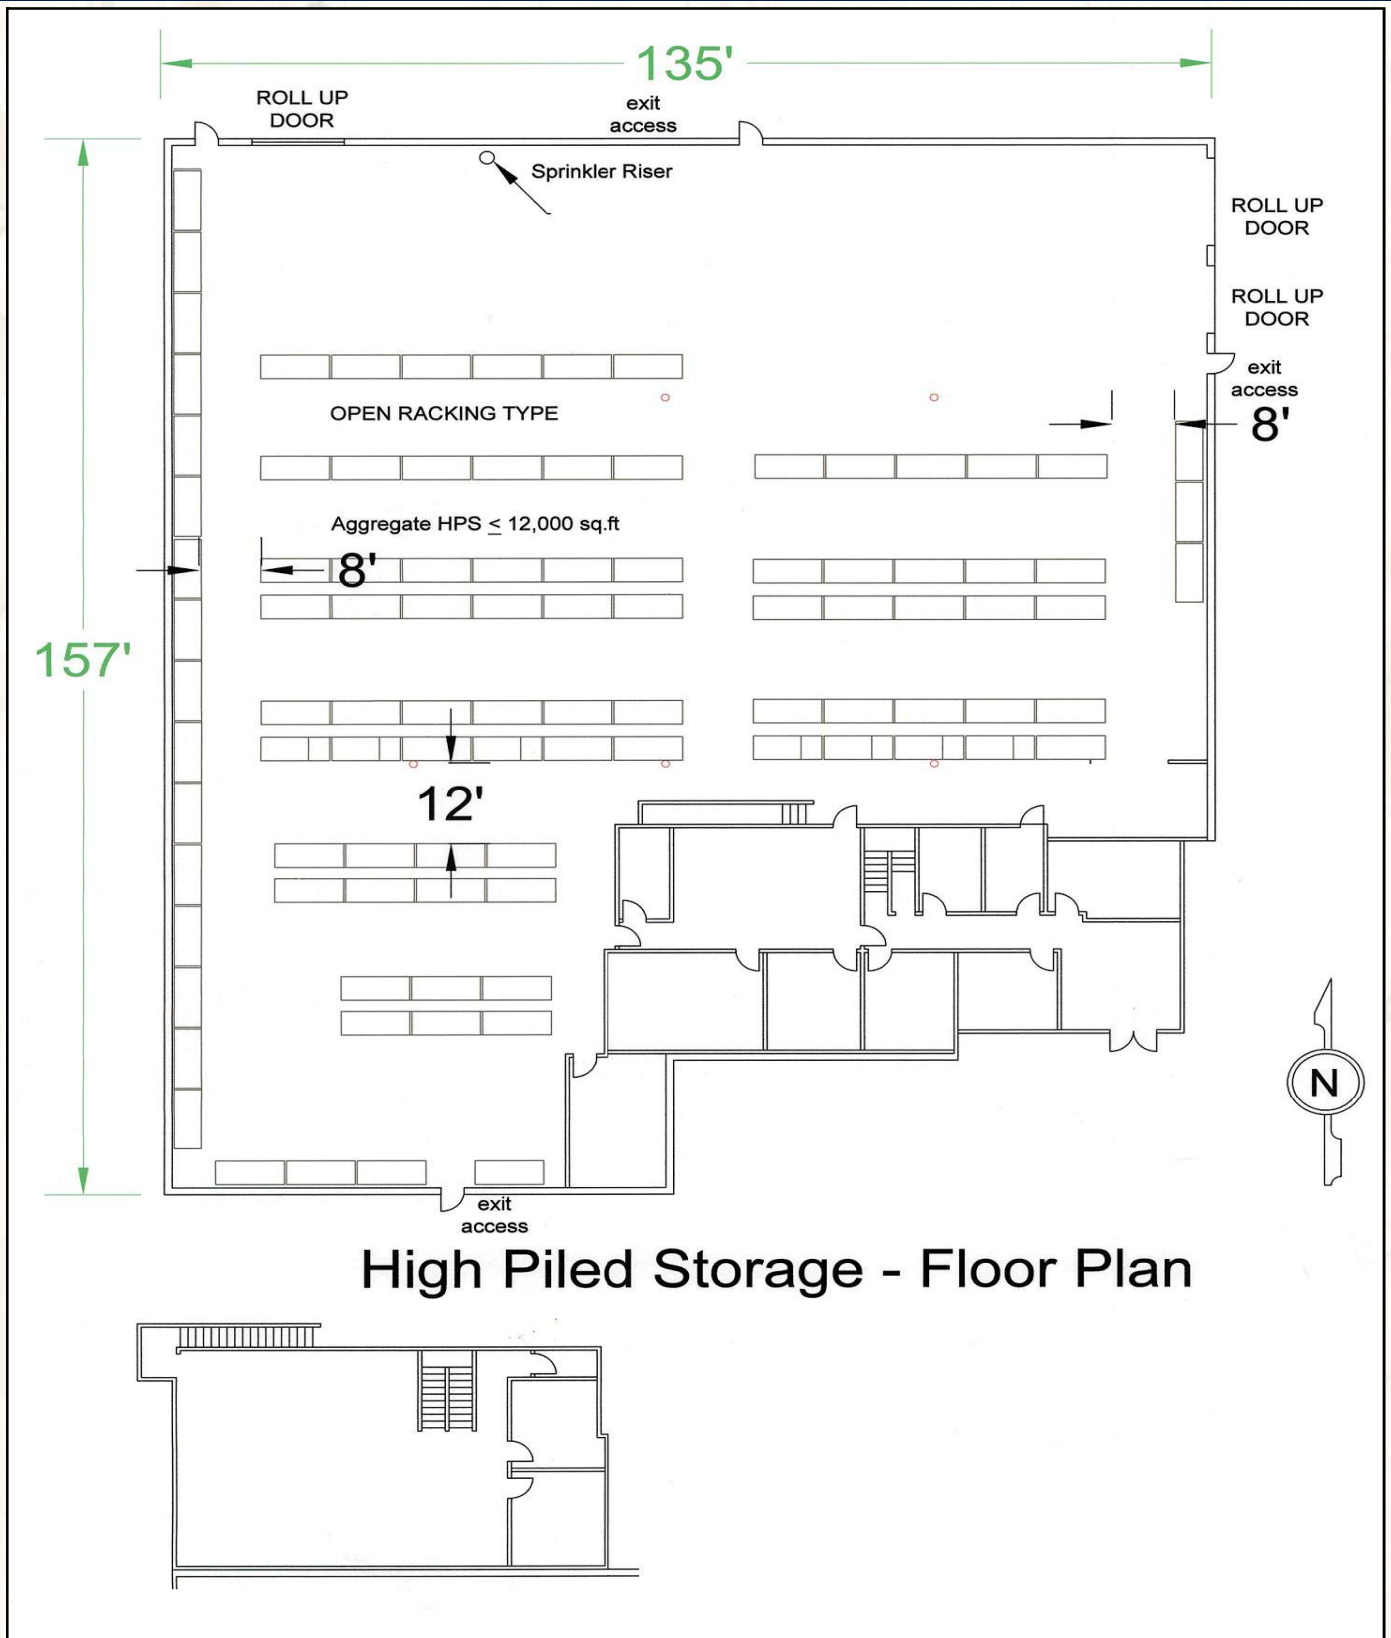 135'
ROLL UP
DOOR
exit
access
Sprinkler Riser
ROLL UP
DOOR
ROLL UP
DOOR
exit
access
OPEN RACKING TYPE
8'
Aggregate HPS ≤ 12,000 sq.ft
8'
157'
12'
N
exit
access
High Piled Storage - Floor Plan